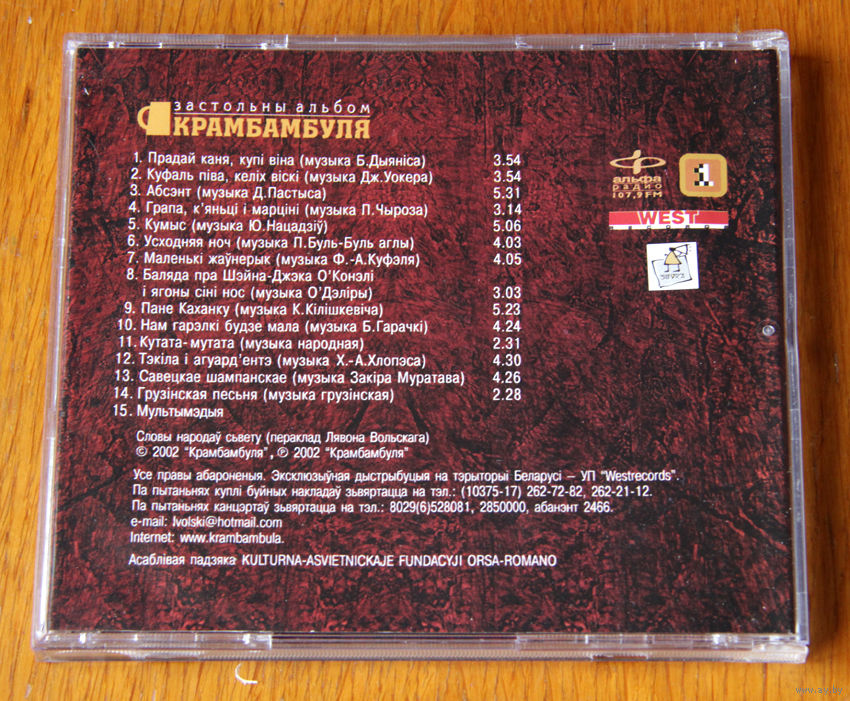 застольны альбом
КРАМБАМБУЛЯ
1. Прадай каня, купі віна (музыка Б.Дыяніса) 3.54
2. Куфаль піва, келіх віскі (музыка Дж.Уокера) 3.54
3. Абсэнт (музыка Д.Пастыса) 5.31
4. Грапа, к'яньці і марціні (музыка П.Чыроза) 3.14
5. Кумыс (музыка Ю.Нацадзіў) 5.06
6. Усходняя ноч (музыка П.Буль-Буль аглы) 4.03
7. Маленькі жаўнерык (музыка Ф.-А.Куфэля) 4.05
8. Баляда пра Шэйна-Джэка О'Конэлі
і ягоны сіні нос (музыка О'Дэліры) 3.03
9. Пане Каханку (музыка К.Кілішкевіча) 5.23
10. Нам гарэлкі будзе мала (музыка Б.Гарачкі) 4.24
11. Кутата-мутата (музыка народная) 2.31
12. Тэкіла і агуард'ентэ (музыка Х.-А.Хлопэса) 4.30
13. Савецкае шампанскае (музыка Закіра Муратава) 4.26
14. Грузінская песьня (музыка грузінская) 2.28
15. Мультымэдыя
альфа
радио
107,9 FM
1
WEST
RECORDS
Словы народаў сьвету (пераклад Лявона Вольскага)
© 2002 "Крамбамбуля", ℗ 2002 "Крамбамбуля"
Усе правы абароненыя. Эксклюзыўная дыстрыбуцыя на тэрыторыі Беларусі – УП "Westrecords".
Па пытаньнях куплі буйных накладаў зьвяртацца на тэл.: (10375-17) 262-72-82, 262-21-12.
Па пытаньнях канцэртаў зьвяртацца на тэл.: 8029(6)528081, 2850000, абанэнт 2466.
e-mail: lvolski@hotmail.com
Internet: www.krambambula.
Асаблівая падзяка KULTURNA-ASVIETNICKAJE FUNDACYJI ORSA-ROMANO
www.ay.by